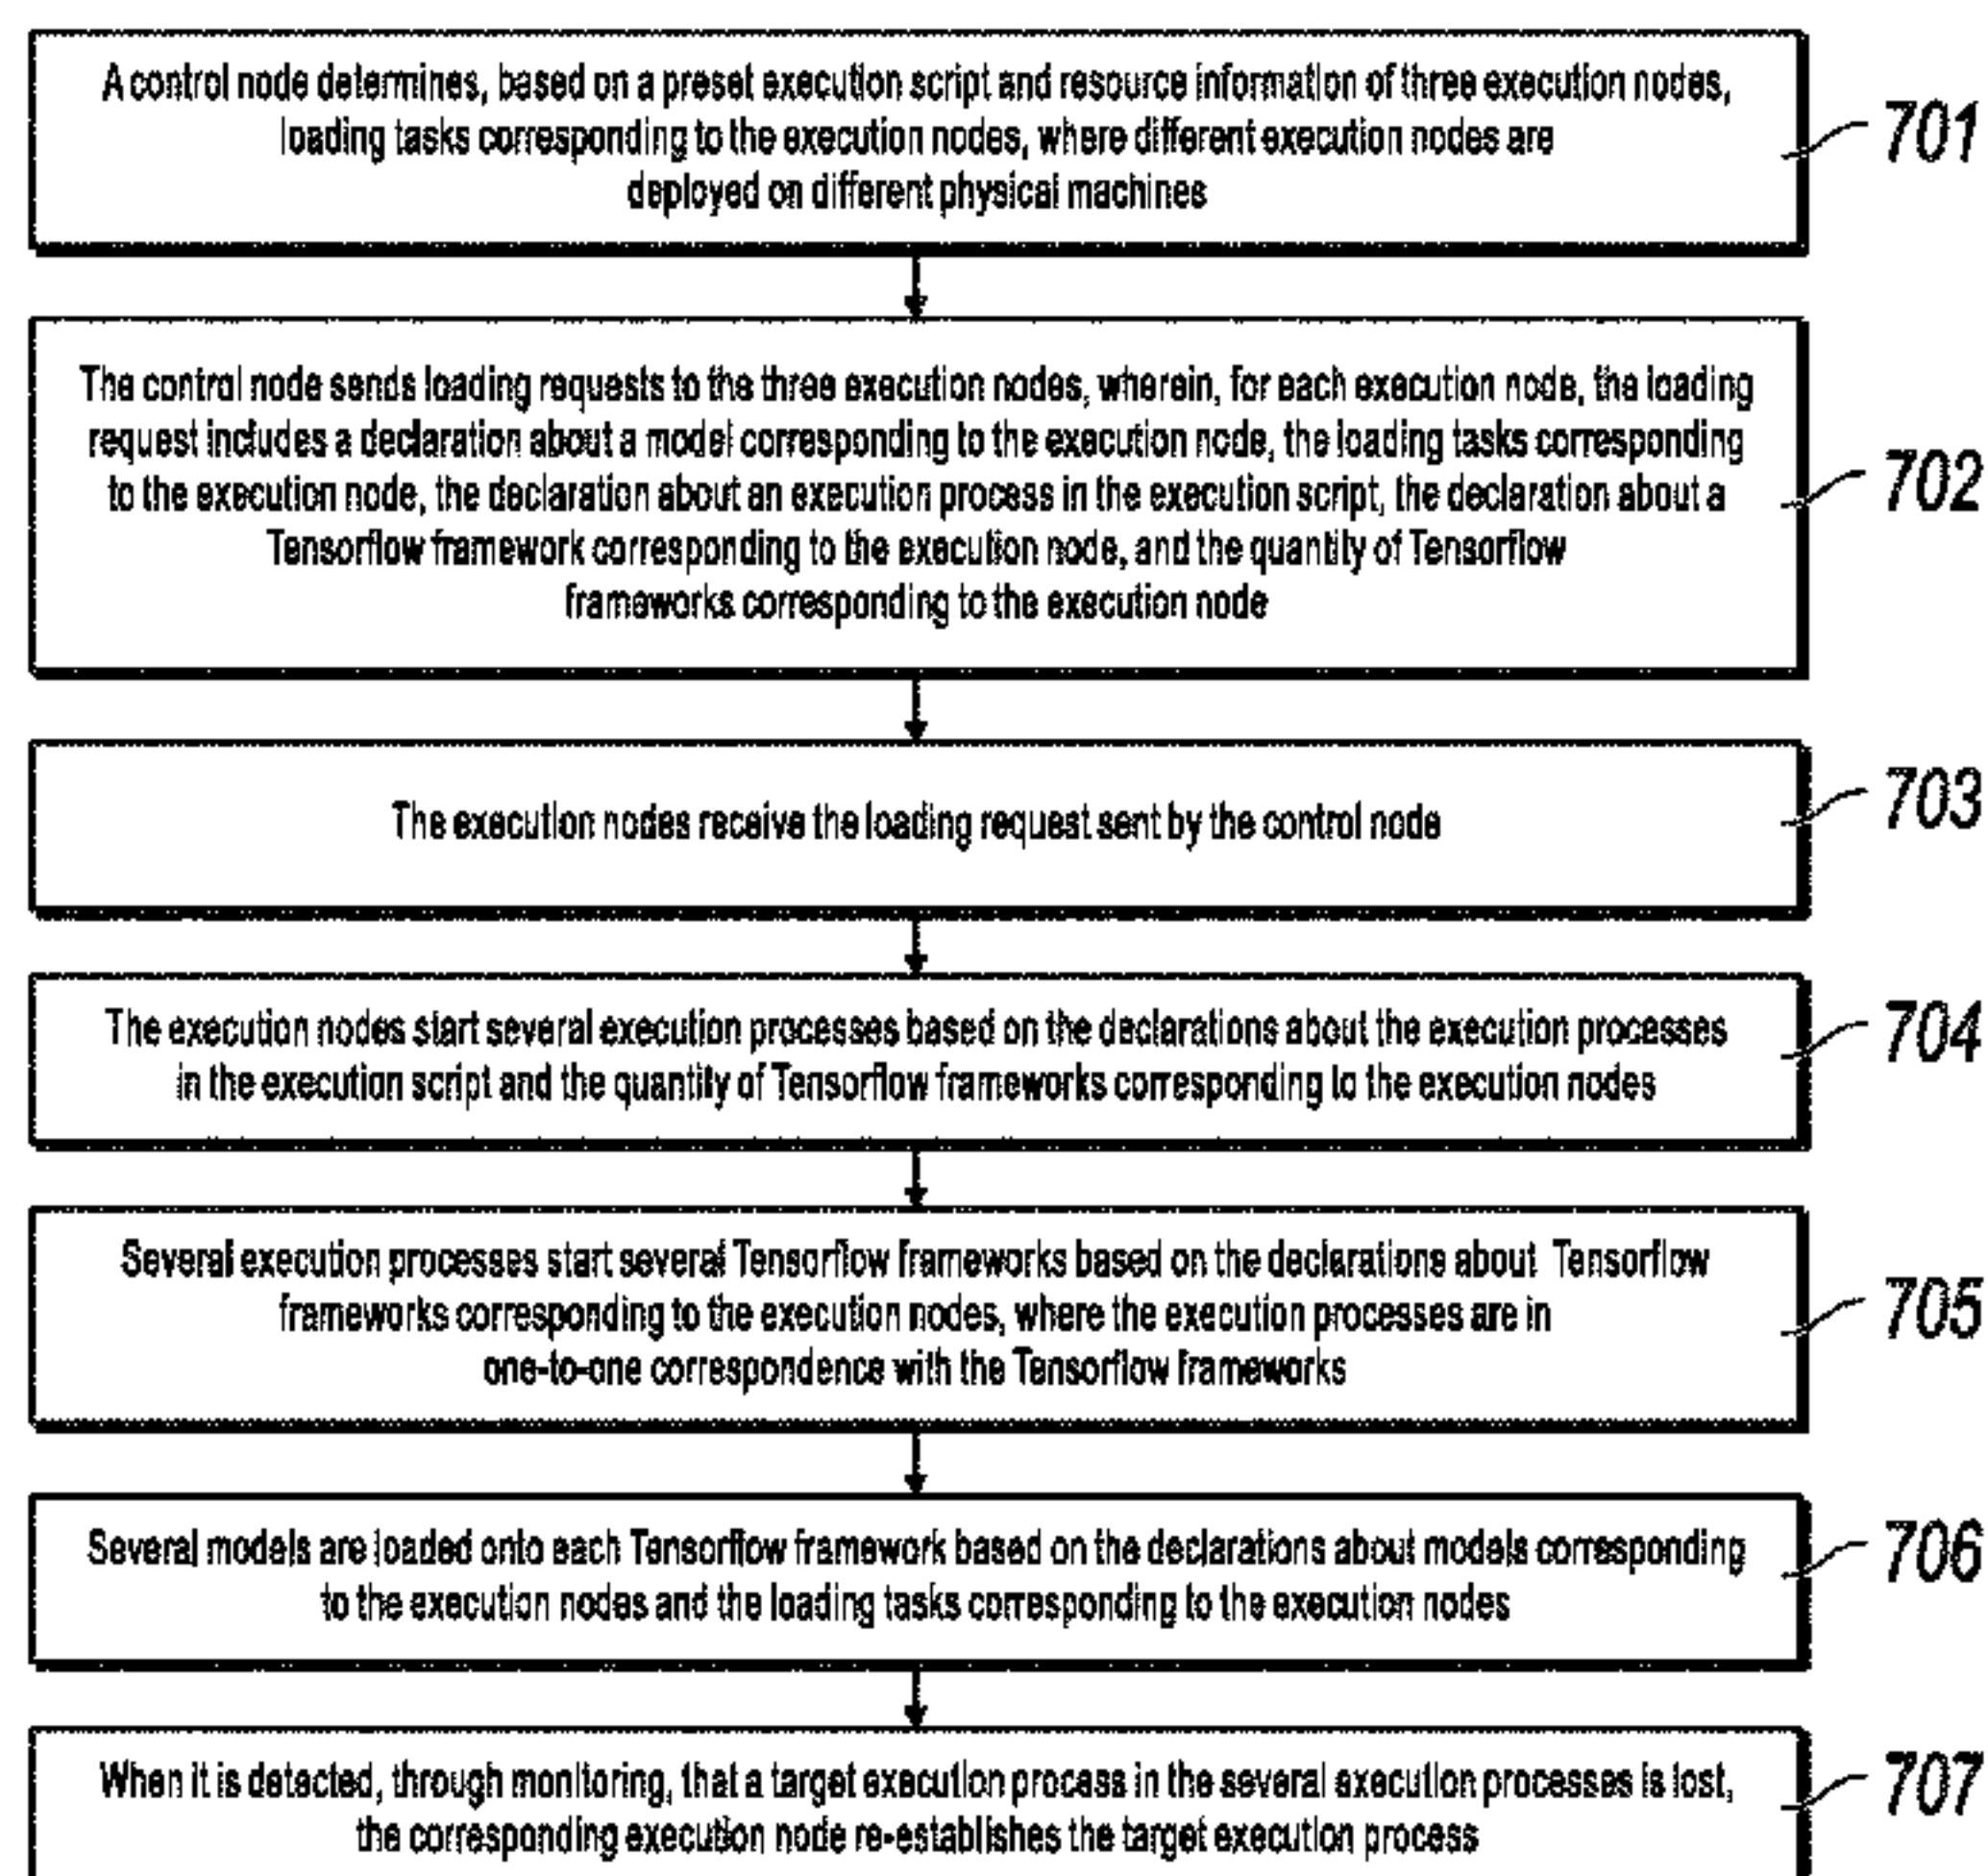 A control node determines, based on a preset execution script and resource information of three execution nodes,
loading tasks corresponding to the execution nodes, where different execution nodes are
deployed on different physical machines
701
The control node sends loading requests to the three execution nodes, wherein, for each execution node, the loading
request includes a declaration about a model corresponding to the execution node, the loading tasks corresponding
to the execution node, the declaration about an execution process in the execution script, the declaration about a
Tensorflow framework corresponding to the execution node, and the quantity of Tensorflow
frameworks corresponding to the execution node
702
The execution nodes receive the loading request sent by the control node
703
The execution nodes start several execution processes based on the declarations about the execution processes
in the execution script and the quantity of Tensorflow frameworks corresponding to the execution nodes
704
Several execution processes start several Tensorflow frameworks based on the declarations about Tensorflow
frameworks corresponding to the execution nodes, where the execution processes are in
one-to-one correspondence with the Tensorflow frameworks
705
Several models are loaded onto each Tensorflow framework based on the declarations about models corresponding
to the execution nodes and the loading tasks corresponding to the execution nodes
706
When it is detected, through monitoring, that a target execution process in the several execution processes is lost,
the corresponding execution node re-establishes the target execution process
707